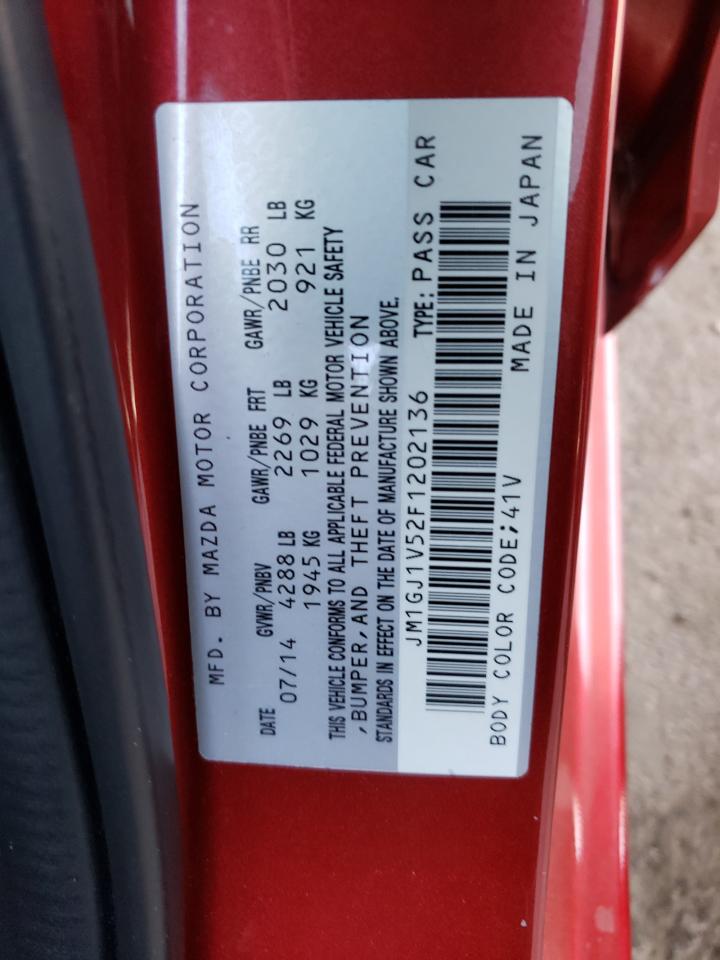 MFD. BY MAZDA MOTOR CORPORATION
DATE GVWR/PNBV GAWR/PNBE FRT GAWR/PNBE RR
07/14 4288 LB 2269 LB 2030 LB
1945 KG 1029 KG 921 KG
THIS VEHICLE CONFORMS TO ALL APPLICABLE FEDERAL MOTOR VEHICLE SAFETY
,BUMPER,AND THEFT PREVENTION
STANDARDS IN EFFECT ON THE DATE OF MANUFACTURE SHOWN ABOVE.
JM1GJ1V52F1202136 TYPE: PASS CAR
BODY COLOR CODE;41V MADE IN JAPAN